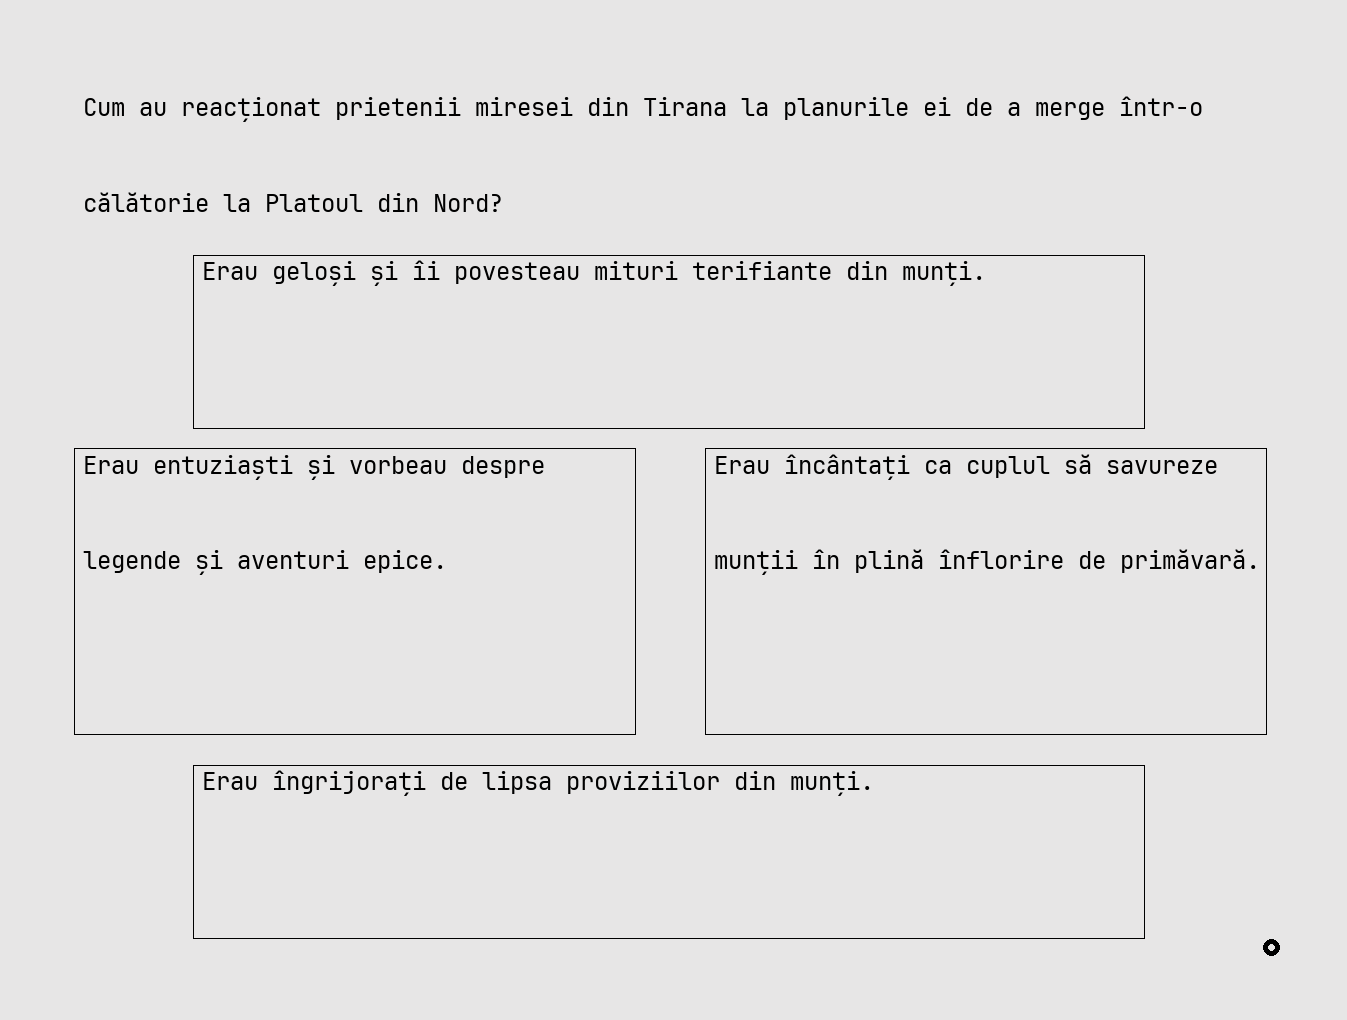 Cum au reacționat prietenii miresei din Tirana la planurile ei de a merge într-o
călătorie la Platoul din Nord?
Erau geloși și îi povesteau mituri terifiante din munți.
Erau entuziaști și vorbeau despre
legende și aventuri epice.
Erau încântați ca cuplul să savureze
munții în plină înflorire de primăvară.
Erau îngrijorați de lipsa proviziilor din munți.